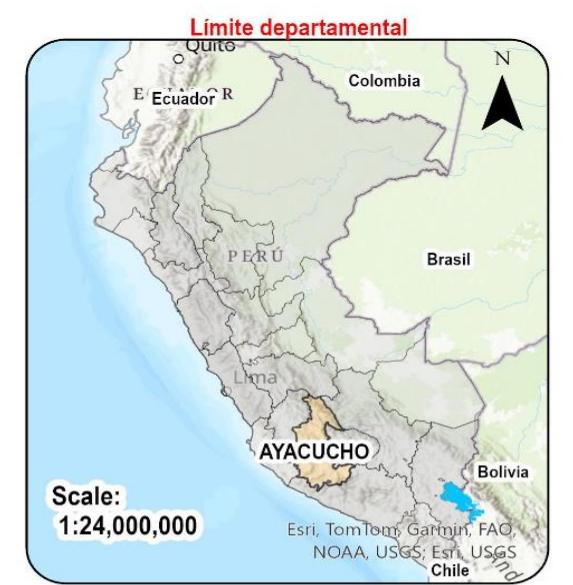 Límite departamental
Quito
N
Colombia
ECUADOR
Ecuador
PERÚ
Brasil
Lima
AYACUCHO
Bolivia
Scale:
1:24,000,000
Esri, TomTom, Garmin, FAO,
NOAA, USGS, Esri, USGS
Chile